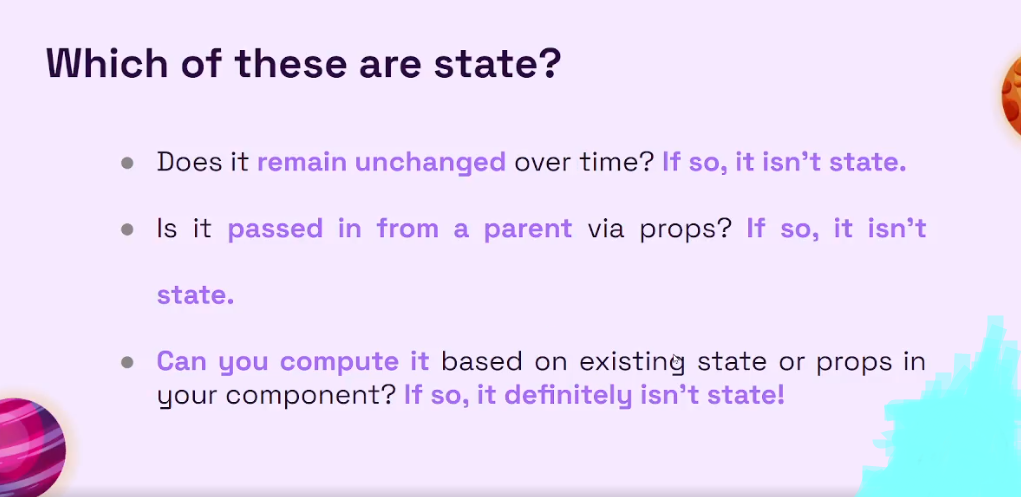 Which of these are state?
● Does it remain unchanged over time? If so, it isn't state.
● Is it passed in from a parent via props? If so, it isn't
state.
● Can you compute it based on existing state or props in
your component? If so, it definitely isn't state!